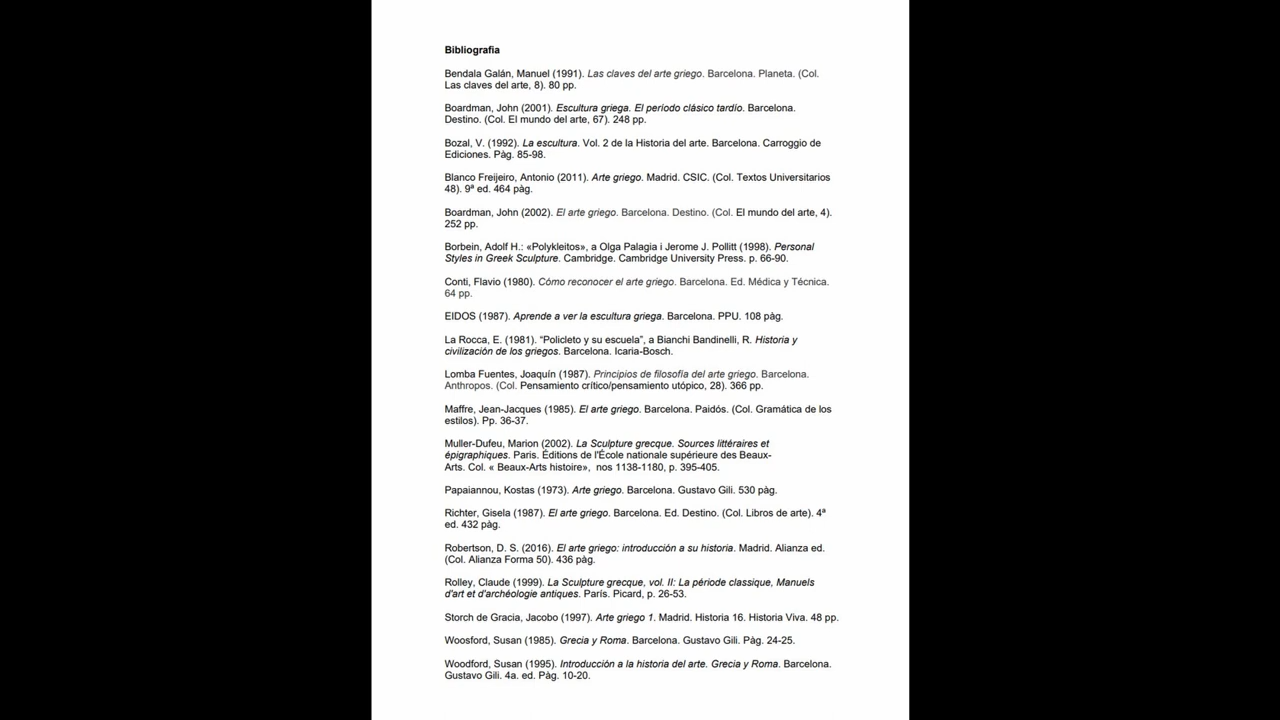 Bibliografia
Bendala Galán, Manuel (1991). Las claves del arte griego. Barcelona. Planeta. (Col.
Las claves del arte, 8). 80 pp.
Boardman, John (2001). Escultura griega. El período clásico tardío. Barcelona.
Destino. (Col. El mundo del arte, 67). 248 pp.
Bozal, V. (1992). La escultura. Vol. 2 de la Historia del arte. Barcelona. Carroggio de
Ediciones. Pàg. 85-98.
Blanco Freijeiro, Antonio (2011). Arte griego. Madrid. CSIC. (Col. Textos Universitarios
48). 9ª ed. 464 pàg.
Boardman, John (2002). El arte griego. Barcelona. Destino. (Col. El mundo del arte, 4).
252 pp.
Borbein, Adolf H.: «Polykleitos», a Olga Palagia i Jerome J. Pollitt (1998). Personal
Styles in Greek Sculpture. Cambridge. Cambridge University Press. p. 66-90.
Conti, Flavio (1980). Cómo reconocer el arte griego. Barcelona. Ed. Médica y Técnica.
64 pp.
EIDOS (1987). Aprende a ver la escultura griega. Barcelona. PPU. 108 pàg.
La Rocca, E. (1981). “Policleto y su escuela”, a Bianchi Bandinelli, R. Historia y
civilización de los griegos. Barcelona. Icaria-Bosch.
Lomba Fuentes, Joaquín (1987). Principios de filosofía del arte griego. Barcelona.
Anthropos. (Col. Pensamiento crítico/pensamiento utópico, 28). 366 pp.
Maffre, Jean-Jacques (1985). El arte griego. Barcelona. Paidós. (Col. Gramática de los
estilos). Pp. 36-37.
Muller-Dufeu, Marion (2002). La Sculpture grecque. Sources littéraires et
épigraphiques. Paris. Éditions de l'École nationale supérieure des Beaux-
Arts. Col. « Beaux-Arts histoire», nos 1138-1180, p. 395-405.
Papaiannou, Kostas (1973). Arte griego. Barcelona. Gustavo Gili. 530 pàg.
Richter, Gisela (1987). El arte griego. Barcelona. Ed. Destino. (Col. Libros de arte). 4ª
ed. 432 pàg.
Robertson, D. S. (2016). El arte griego: introducción a su historia. Madrid. Alianza ed.
(Col. Alianza Forma 50). 436 pàg.
Rolley, Claude (1999). La Sculpture grecque, vol. II: La période classique, Manuels
d'art et d'archéologie antiques. París. Picard, p. 26-53.
Storch de Gracia, Jacobo (1997). Arte griego 1. Madrid. Historia 16. Historia Viva. 48 pp.
Woosford, Susan (1985). Grecia y Roma. Barcelona. Gustavo Gili. Pàg. 24-25.
Woodford, Susan (1995). Introducción a la historia del arte. Grecia y Roma. Barcelona.
Gustavo Gili. 4a. ed. Pàg. 10-20.